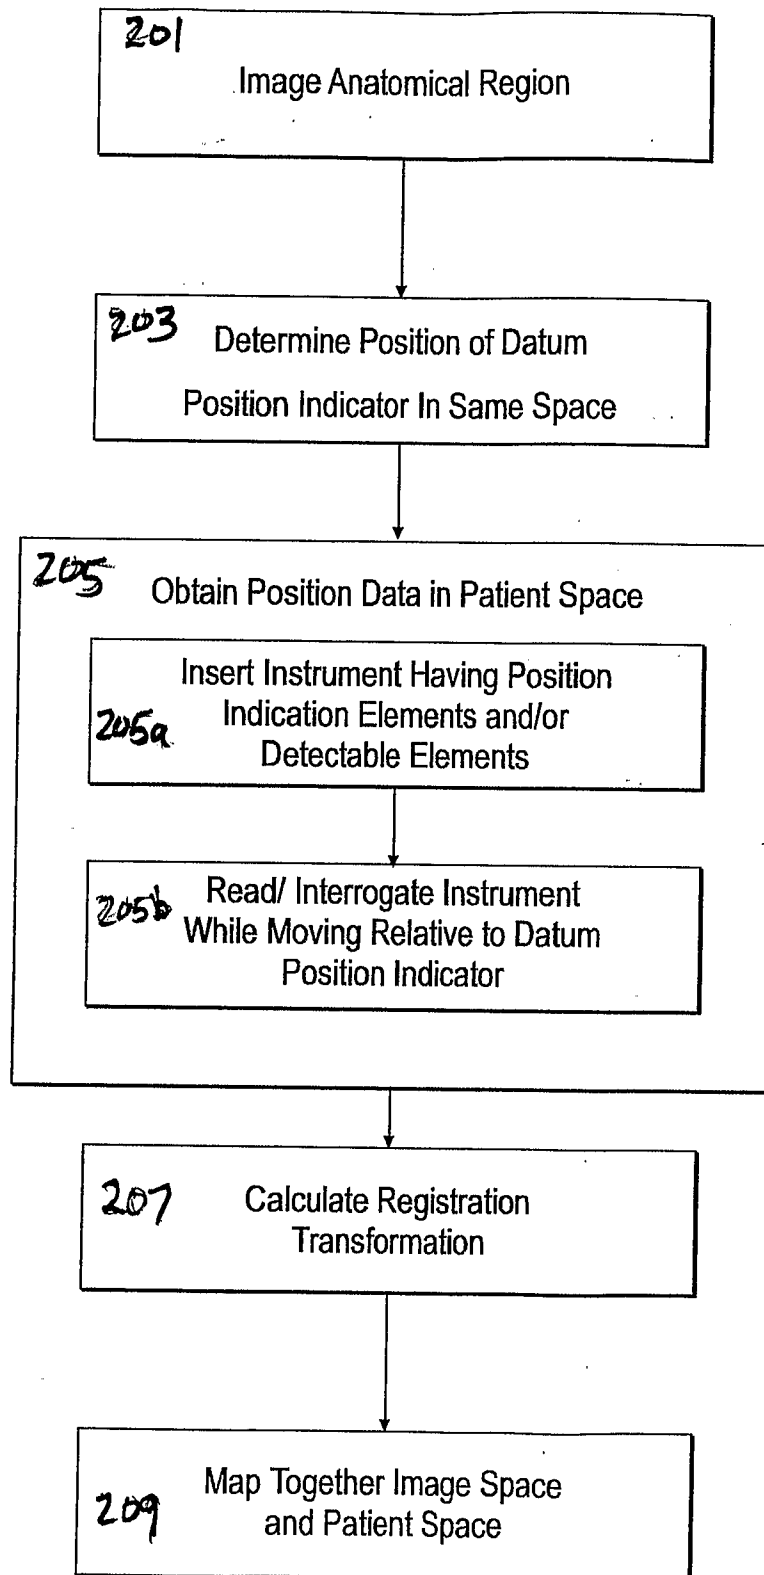 201
Image Anatomical Region
203
Determine Position of Datum
Position Indicator In Same Space
205
Obtain Position Data in Patient Space
Insert Instrument Having Position
205a
Indication Elements and/or
Detectable Elements
205b
Read/ Interrogate Instrument
While Moving Relative to Datum
Position Indicator
207
Calculate Registration
Transformation
209
Map Together Image Space
and Patient Space